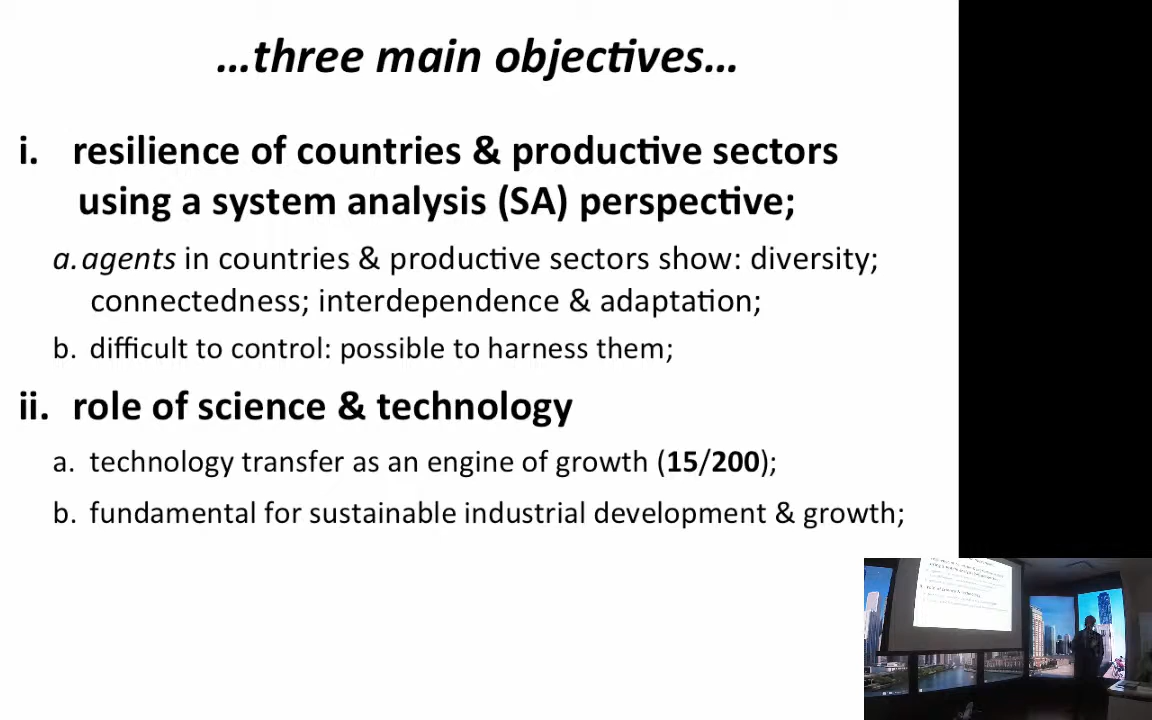 ...three main objectives...
i. resilience of countries & productive sectors
using a system analysis (SA) perspective;
a. agents in countries & productive sectors show: diversity;
connectedness; interdependence & adaptation;
b. difficult to control: possible to harness them;
ii. role of science & technology
a. technology transfer as an engine of growth (15/200);
b. fundamental for sustainable industrial development & growth;